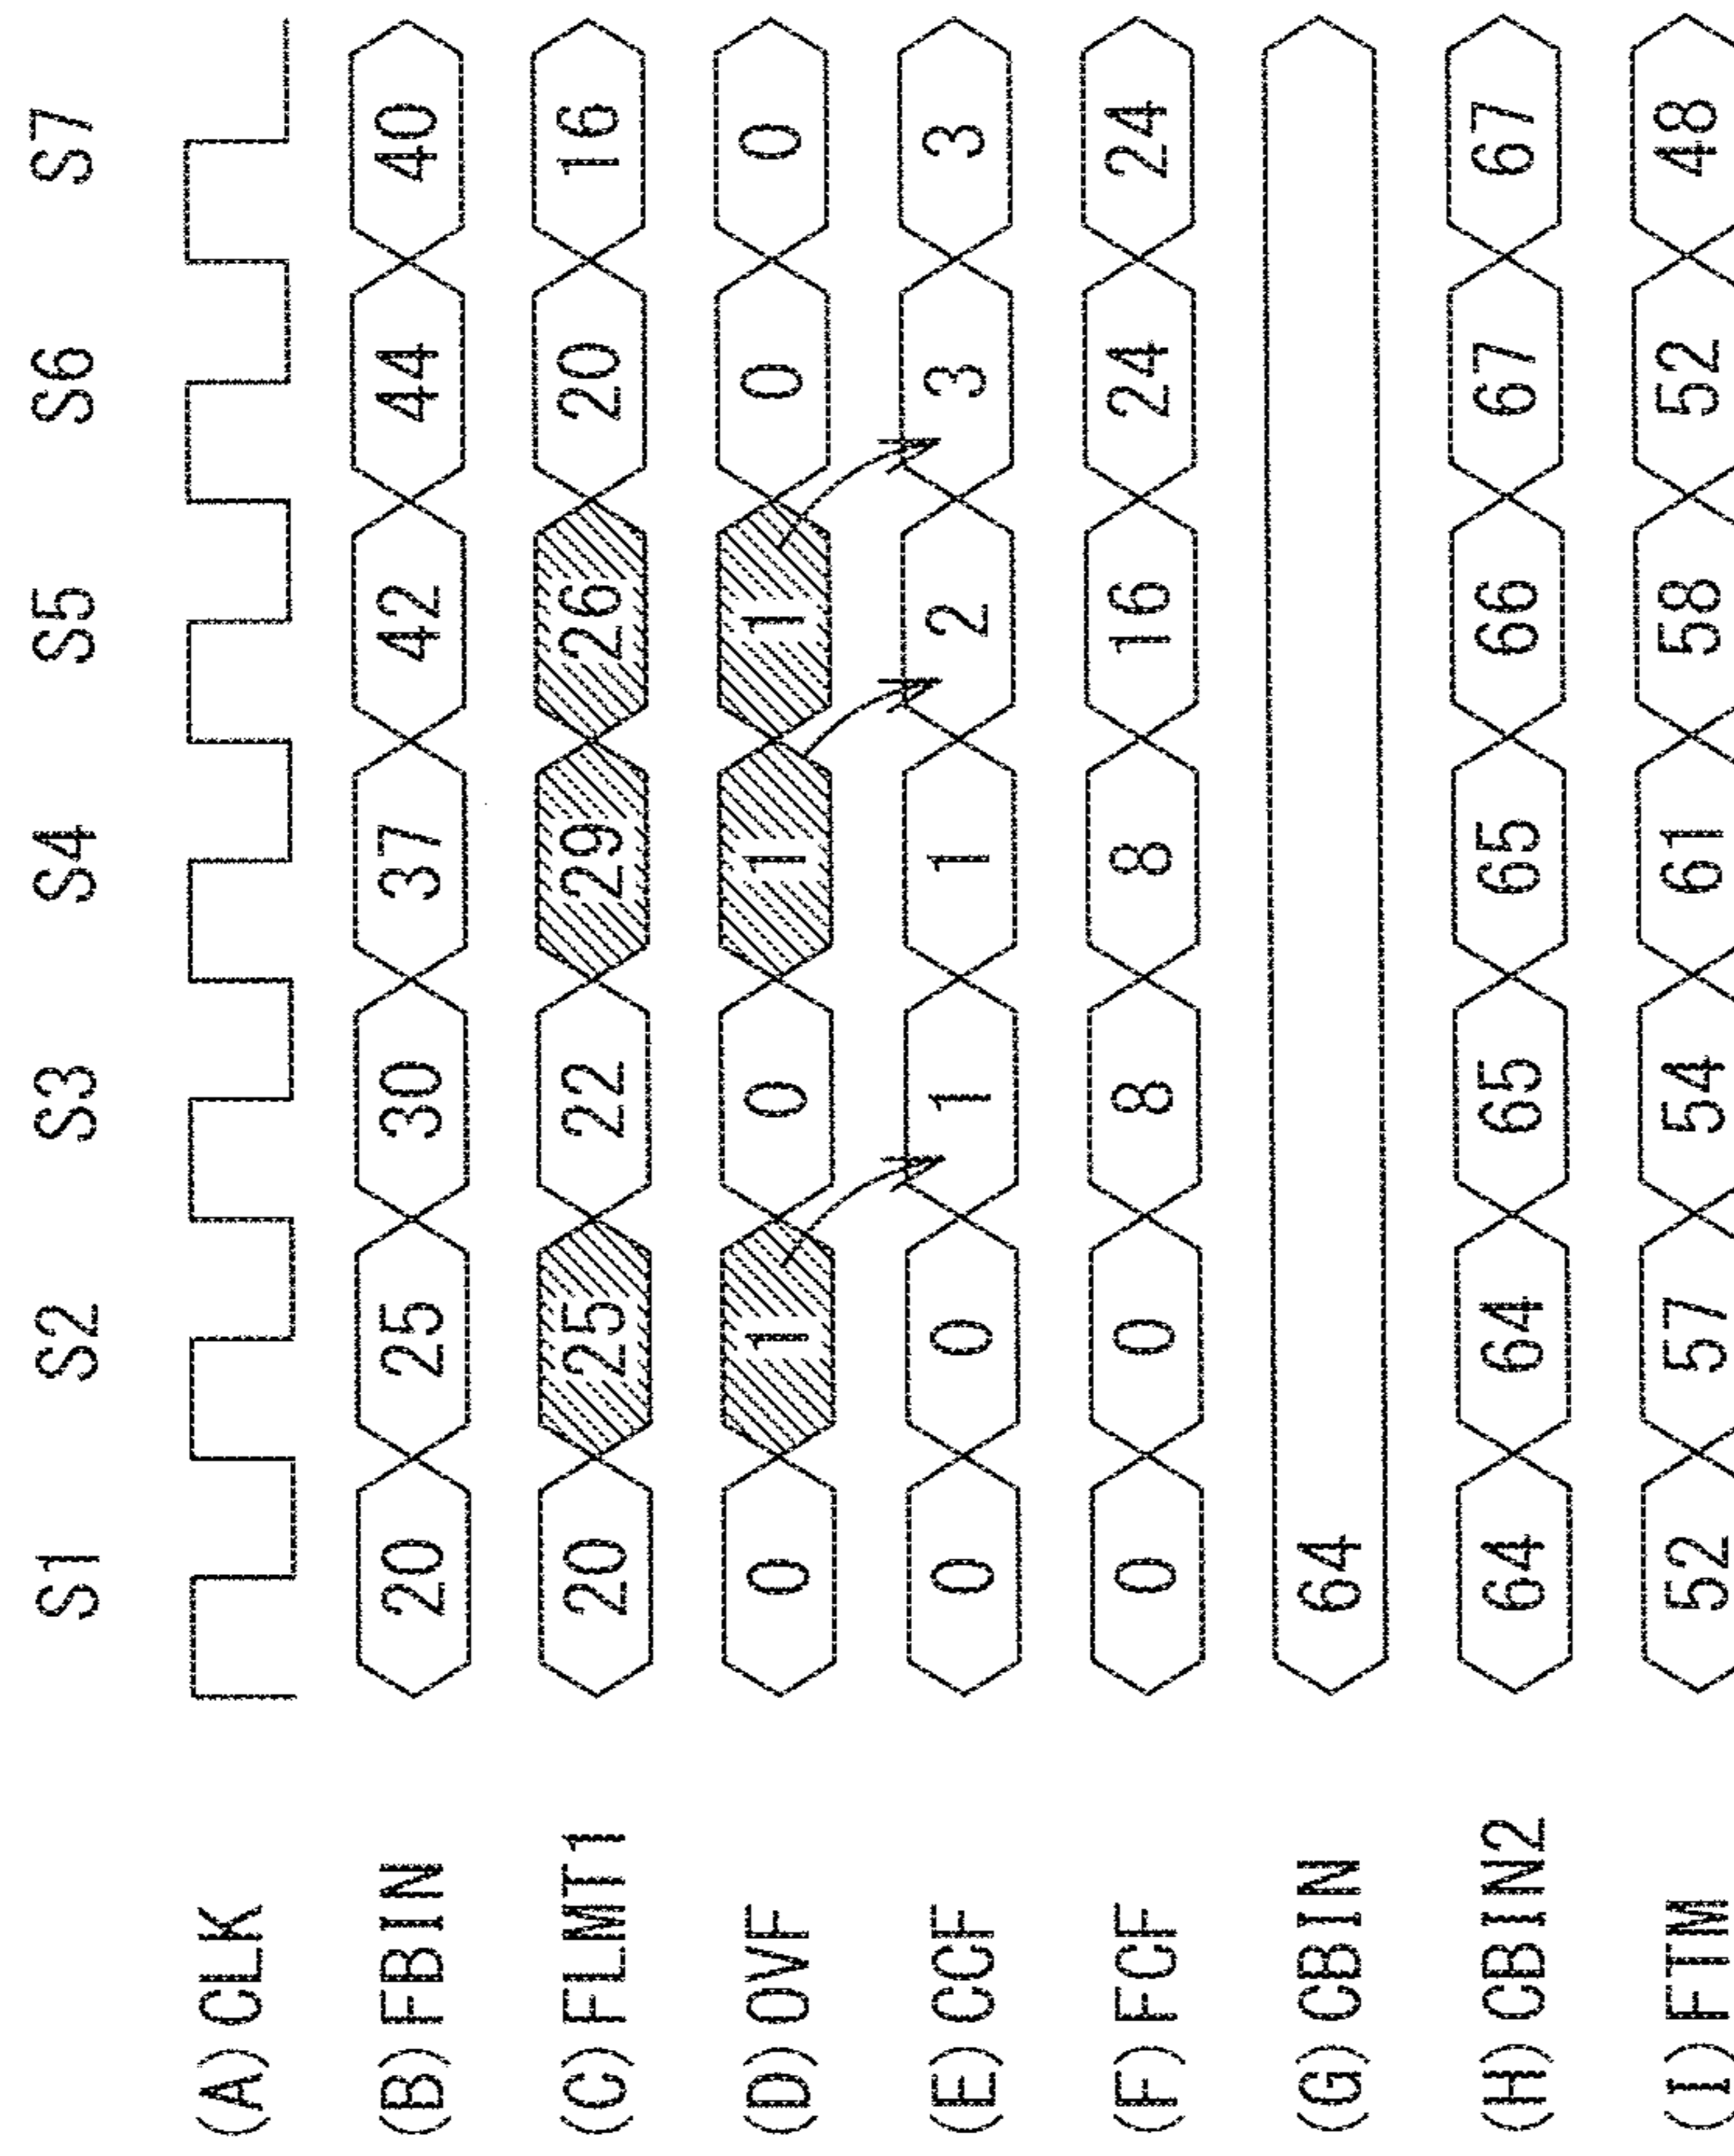 S1 S2 S3 S4 S5 S6 S7
(A) CLK
(B) FBIN 20 25 30 37 42 44 40
(C) FLMT1 20 25 22 29 26 20 16
(D) OVF 0 1 0 1 1 0 0
(E) CCF 0 0 1 1 2 3 3
(F) FCF 0 0 8 8 16 24 24
(G) CBIN 64
(H) CBIN2 64 64 65 65 66 67 67
(I) FTM 52 57 54 61 58 52 48